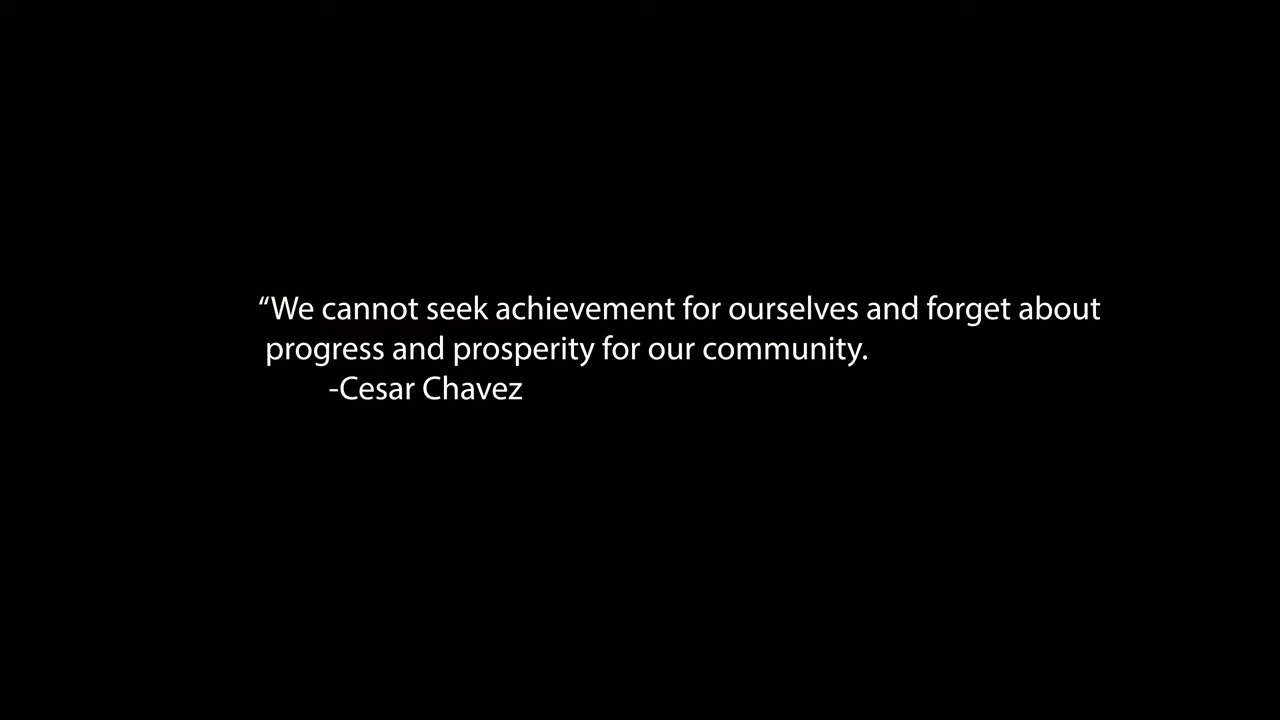 “We cannot seek achievement for ourselves and forget about
progress and prosperity for our community.
-Cesar Chavez